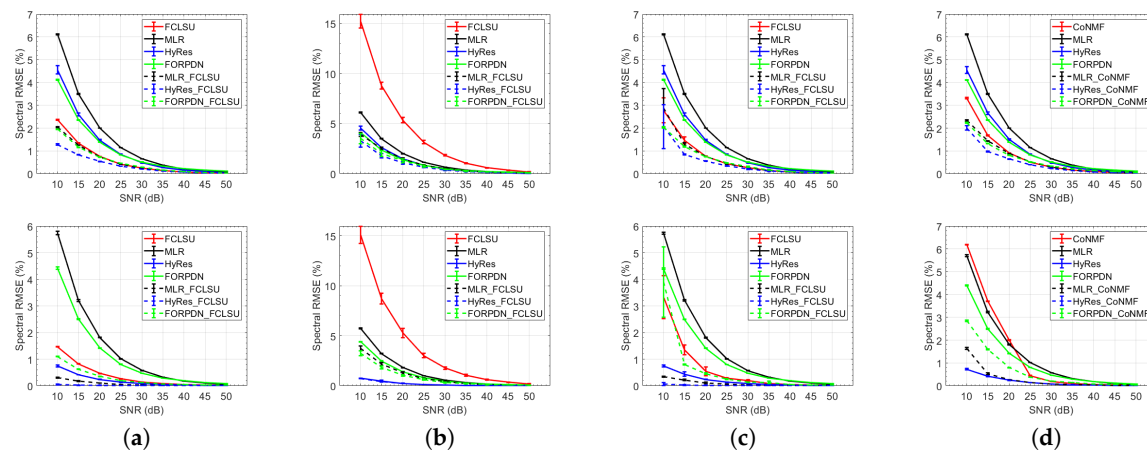 7
6
5
4
3
2
1
0
Spectral RMSE (%)
10 15 20 25 30 35 40 45 50
SNR (dB)
FCLSU
MLR
HyRes
FORPDN
MLR_FCLSU
HyRes_FCLSU
FORPDN_FCLSU
15
10
5
0
Spectral RMSE (%)
10 15 20 25 30 35 40 45 50
SNR (dB)
FCLSU
MLR
HyRes
FORPDN
MLR_FCLSU
HyRes_FCLSU
FORPDN_FCLSU
7
6
5
4
3
2
1
0
Spectral RMSE (%)
10 15 20 25 30 35 40 45 50
SNR (dB)
FCLSU
MLR
HyRes
FORPDN
MLR_FCLSU
HyRes_FCLSU
FORPDN_FCLSU
7
6
5
4
3
2
1
0
Spectral RMSE (%)
10 15 20 25 30 35 40 45 50
SNR (dB)
CoNMF
MLR
HyRes
FORPDN
MLR_CoNMF
HyRes_CoNMF
FORPDN_CoNMF
6
5
4
3
2
1
0
Spectral RMSE (%)
10 15 20 25 30 35 40 45 50
SNR (dB)
FCLSU
MLR
HyRes
FORPDN
MLR_FCLSU
HyRes_FCLSU
FORPDN_FCLSU
15
10
5
0
Spectral RMSE (%)
10 15 20 25 30 35 40 45 50
SNR (dB)
FCLSU
MLR
HyRes
FORPDN
MLR_FCLSU
HyRes_FCLSU
FORPDN_FCLSU
6
5
4
3
2
1
0
Spectral RMSE (%)
10 15 20 25 30 35 40 45 50
SNR (dB)
FCLSU
MLR
HyRes
FORPDN
MLR_FCLSU
HyRes_FCLSU
FORPDN_FCLSU
7
6
5
4
3
2
1
0
Spectral RMSE (%)
10 15 20 25 30 35 40 45 50
SNR (dB)
CoNMF
MLR
HyRes
FORPDN
MLR_CoNMF
HyRes_CoNMF
FORPDN_CoNMF
(a) (b) (c) (d)